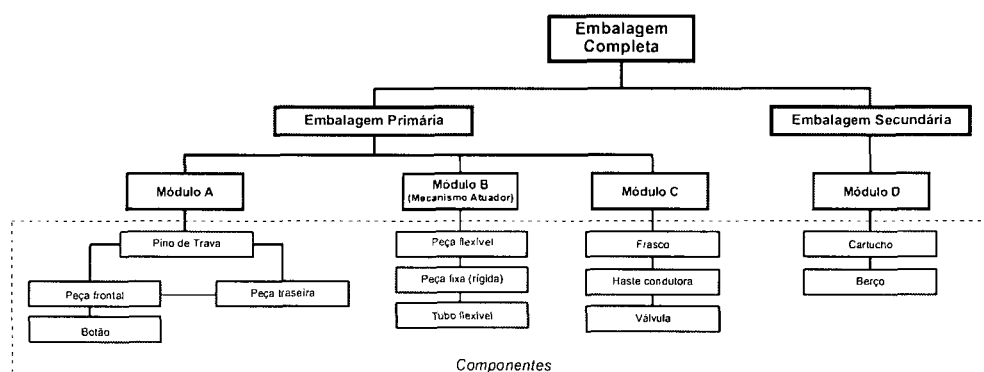 Embalagem
Completa
Embalagem Primária
Embalagem Secundária
Módulo A
Módulo B
(Mecanismo Atuador)
Módulo C
Módulo D
Pino de Trava
Peça frontal
Peça traseira
Botão
Peça flexível
Peça fixa (rígida)
Tubo flexível
Frasco
Haste condutora
Válvula
Cartucho
Berço
Componentes